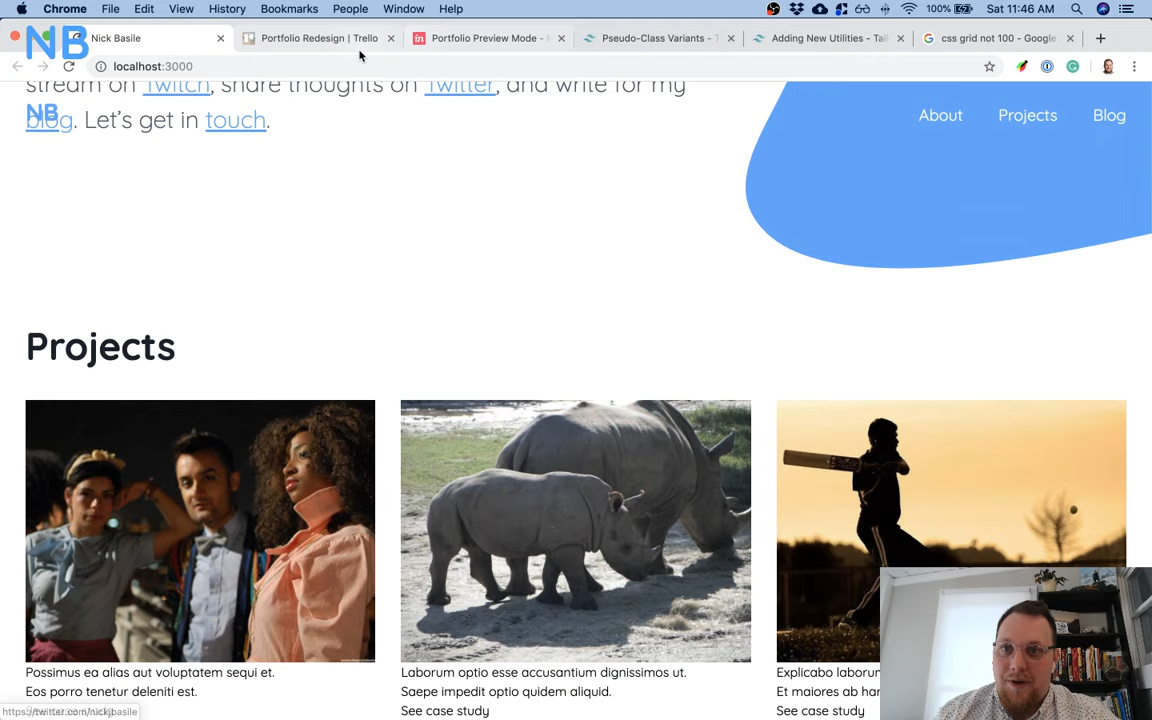 Chrome File Edit View History Bookmarks People Window Help 100% Sat 11:46 AM
NB
Nick Basile Portfolio Redesign | Trello Portfolio Preview Mode - Pseudo-Class Variants - T Adding New Utilities - Tail css grid not 100 - Google
localhost:3000
stream on Twitch, share thoughts on Twitter, and write for my
NB
blog. Let's get in touch.
About Projects Blog
Projects
Possimus ea alias aut voluptatem sequi et.
Eos porro tenetur deleniti est.
Laborum optio esse accusantium dignissimos ut.
Saepe impedit optio quidem aliquid.
See case study
Explicabo laborum
Et maiores ab har
See case study
https://twitter.com/nickjbasile